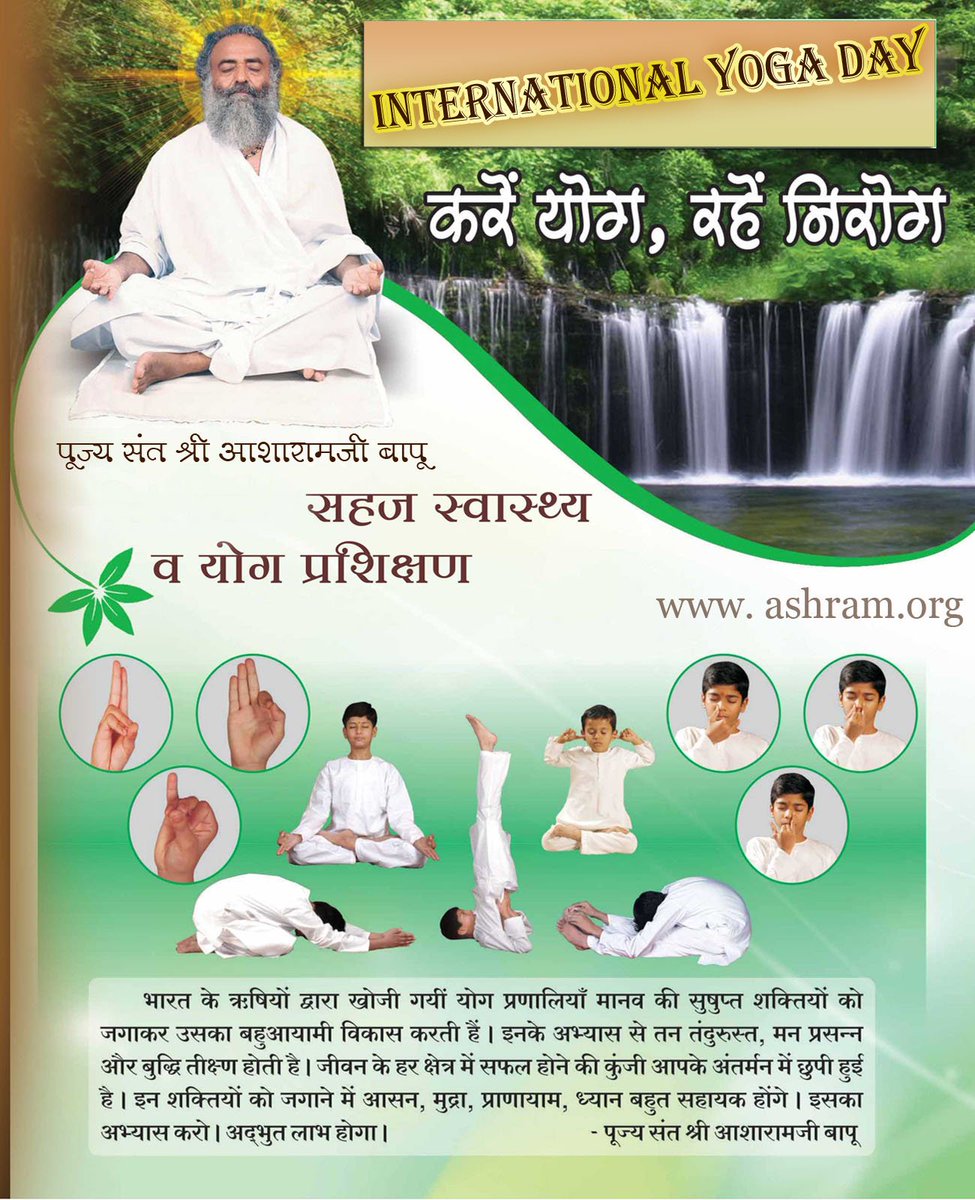 INTERNATIONAL YOGA DAY
करें योग, रहें निरोग
पूज्य संत श्री आशारामजी बापू
सहज स्वास्थ्य
व योग प्रशिक्षण
www. ashram.org
भारत के ऋषियों द्वारा खोजी गयीं योग प्रणालियाँ मानव की सुषुप्त शक्तियों को
जगाकर उसका बहुआयामी विकास करती हैं । इनके अभ्यास से तन तंदुरुस्त, मन प्रसन्न
और बुद्धि तीक्ष्ण होती है । जीवन के हर क्षेत्र में सफल होने की कुंजी आपके अंतर्मन में छुपी हुई
है । इन शक्तियों को जगाने में आसन, मुद्रा, प्राणायाम, ध्यान बहुत सहायक होंगे । इसका
अभ्यास करो । अद्भुत लाभ होगा । - पूज्य संत श्री आशारामजी बापू